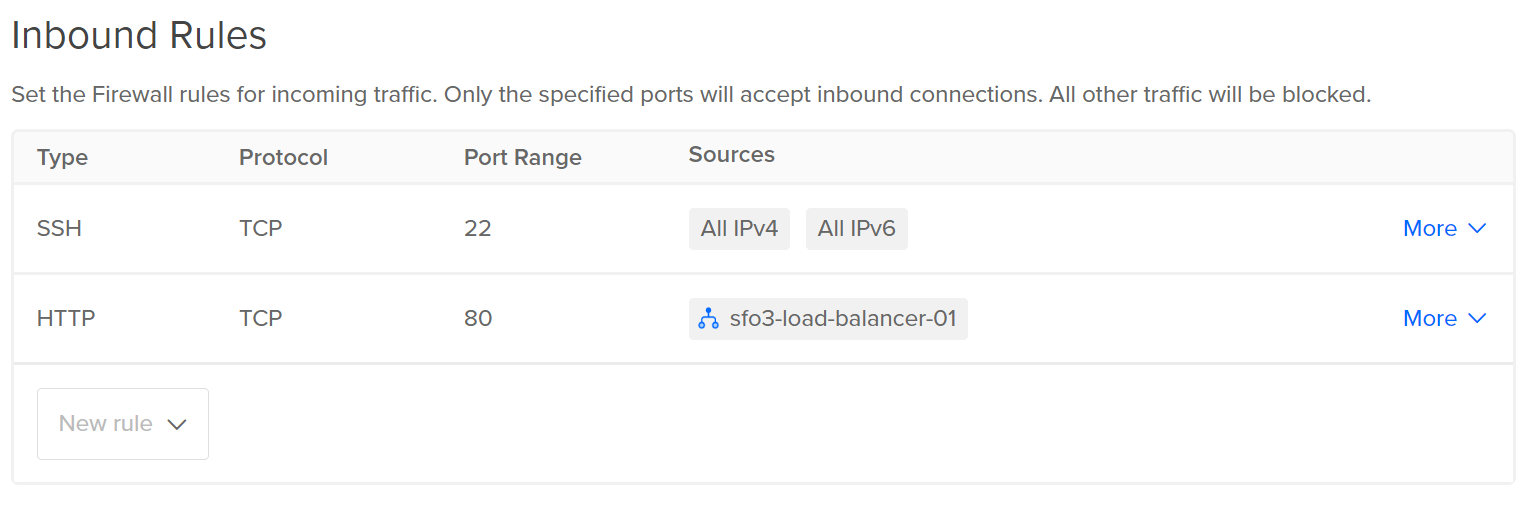 Inbound Rules
Set the Firewall rules for incoming traffic. Only the specified ports will accept inbound connections. All other traffic will be blocked.
Type Protocol Port Range Sources
SSH TCP 22 All IPv4 All IPv6 More
HTTP TCP 80 sfo3-load-balancer-01 More
New rule